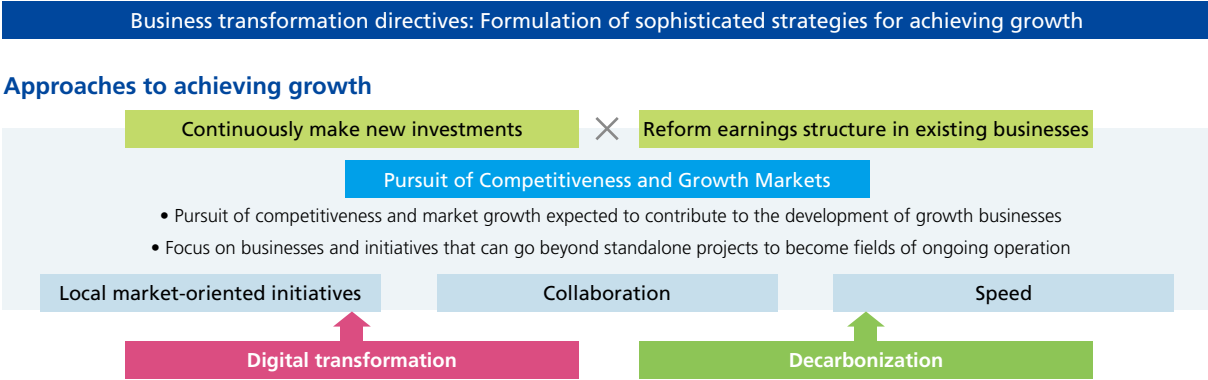 Business transformation directives: Formulation of sophisticated strategies for achieving growth
Approaches to achieving growth
Continuously make new investments
×
Reform earnings structure in existing businesses
Pursuit of Competitiveness and Growth Markets
• Pursuit of competitiveness and market growth expected to contribute to the development of growth businesses
• Focus on businesses and initiatives that can go beyond standalone projects to become fields of ongoing operation
Local market-oriented initiatives
Collaboration
Speed
Digital transformation
Decarbonization